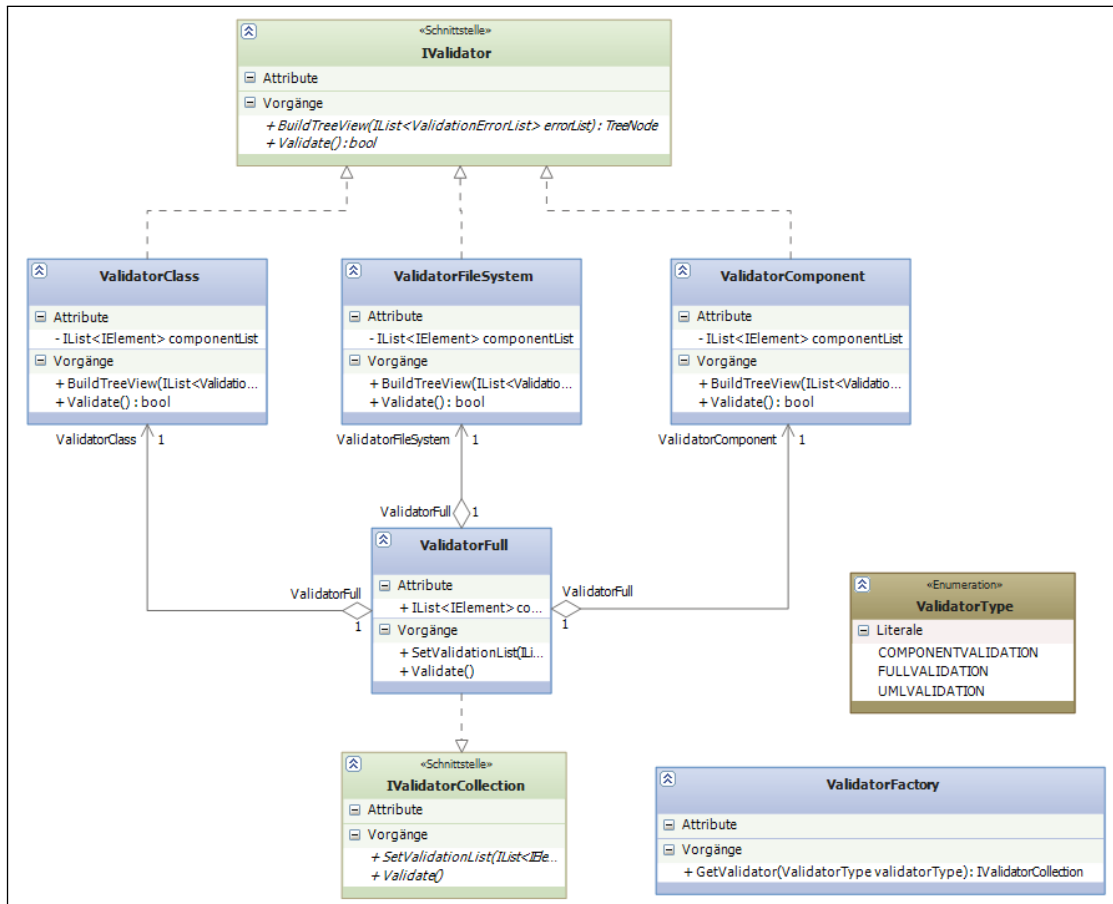 «Schnittstelle»
IValidator
Attribute
Vorgänge
+ BuildTreeView(IList<ValidationErrorList> errorList) : TreeNode
+ Validate() : bool
ValidatorClass
Attribute
- IList<IElement> componentList
Vorgänge
+ BuildTreeView(IList<Validatio...
+ Validate() : bool
ValidatorFileSystem
Attribute
- IList<IElement> componentList
Vorgänge
+ BuildTreeView(IList<Validatio...
+ Validate() : bool
ValidatorComponent
Attribute
- IList<IElement> componentList
Vorgänge
+ BuildTreeView(IList<Validatio...
+ Validate() : bool
ValidatorClass
1
ValidatorFileSystem
1
ValidatorComponent
1
ValidatorFull
1
ValidatorFull
1
ValidatorFull
1
ValidatorFull
Attribute
+ IList<IElement> co...
Vorgänge
+ SetValidationList(ILi...
+ Validate()
«Enumeration»
ValidatorType
Literale
COMPONENTVALIDATION
FULLVALIDATION
UMLVALIDATION
«Schnittstelle»
IValidatorCollection
Attribute
Vorgänge
+ SetValidationList(IList<IEle...
+ Validate()
ValidatorFactory
Attribute
Vorgänge
+ GetValidator(ValidatorType validatorType) : IValidatorCollection